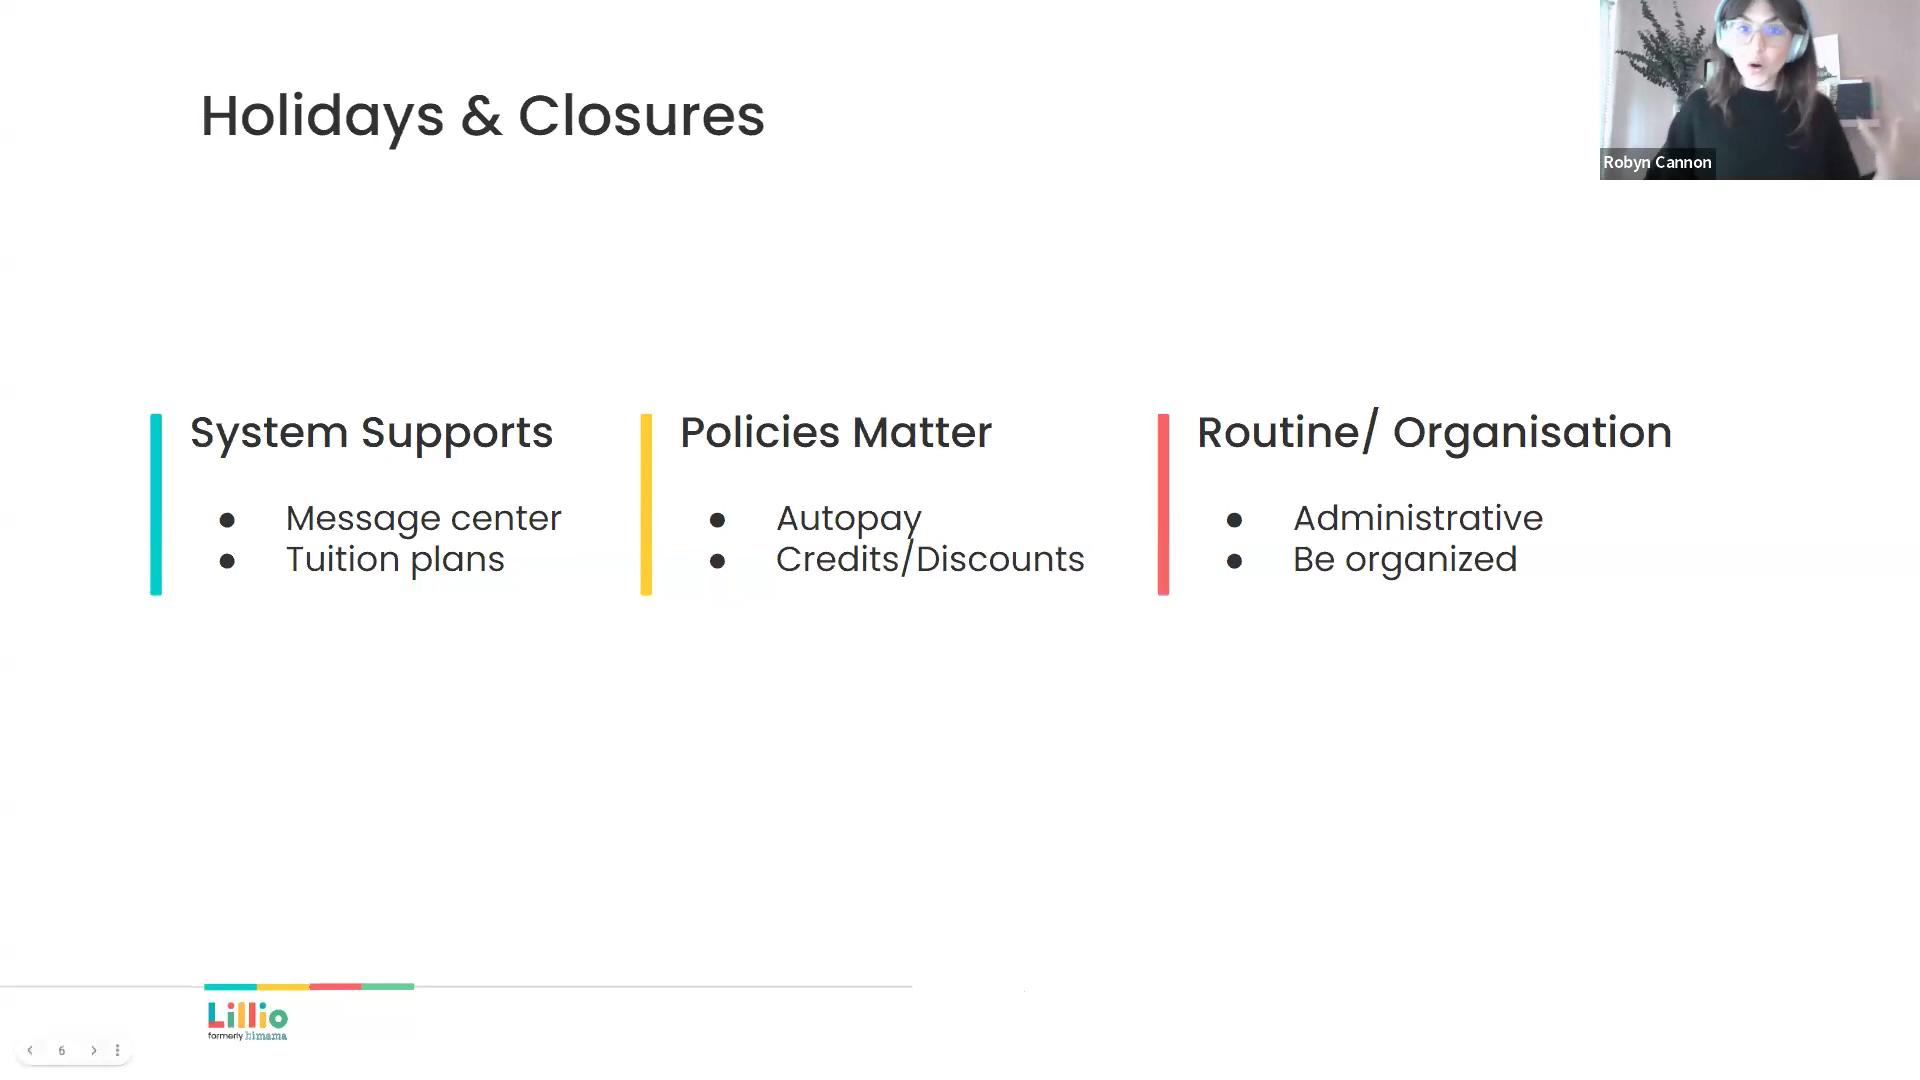 Holidays & Closures
Robyn Cannon
System Supports
● Message center
● Tuition plans
Policies Matter
● Autopay
● Credits/Discounts
Routine/ Organisation
● Administrative
● Be organized
Lillio
formerly himama
6